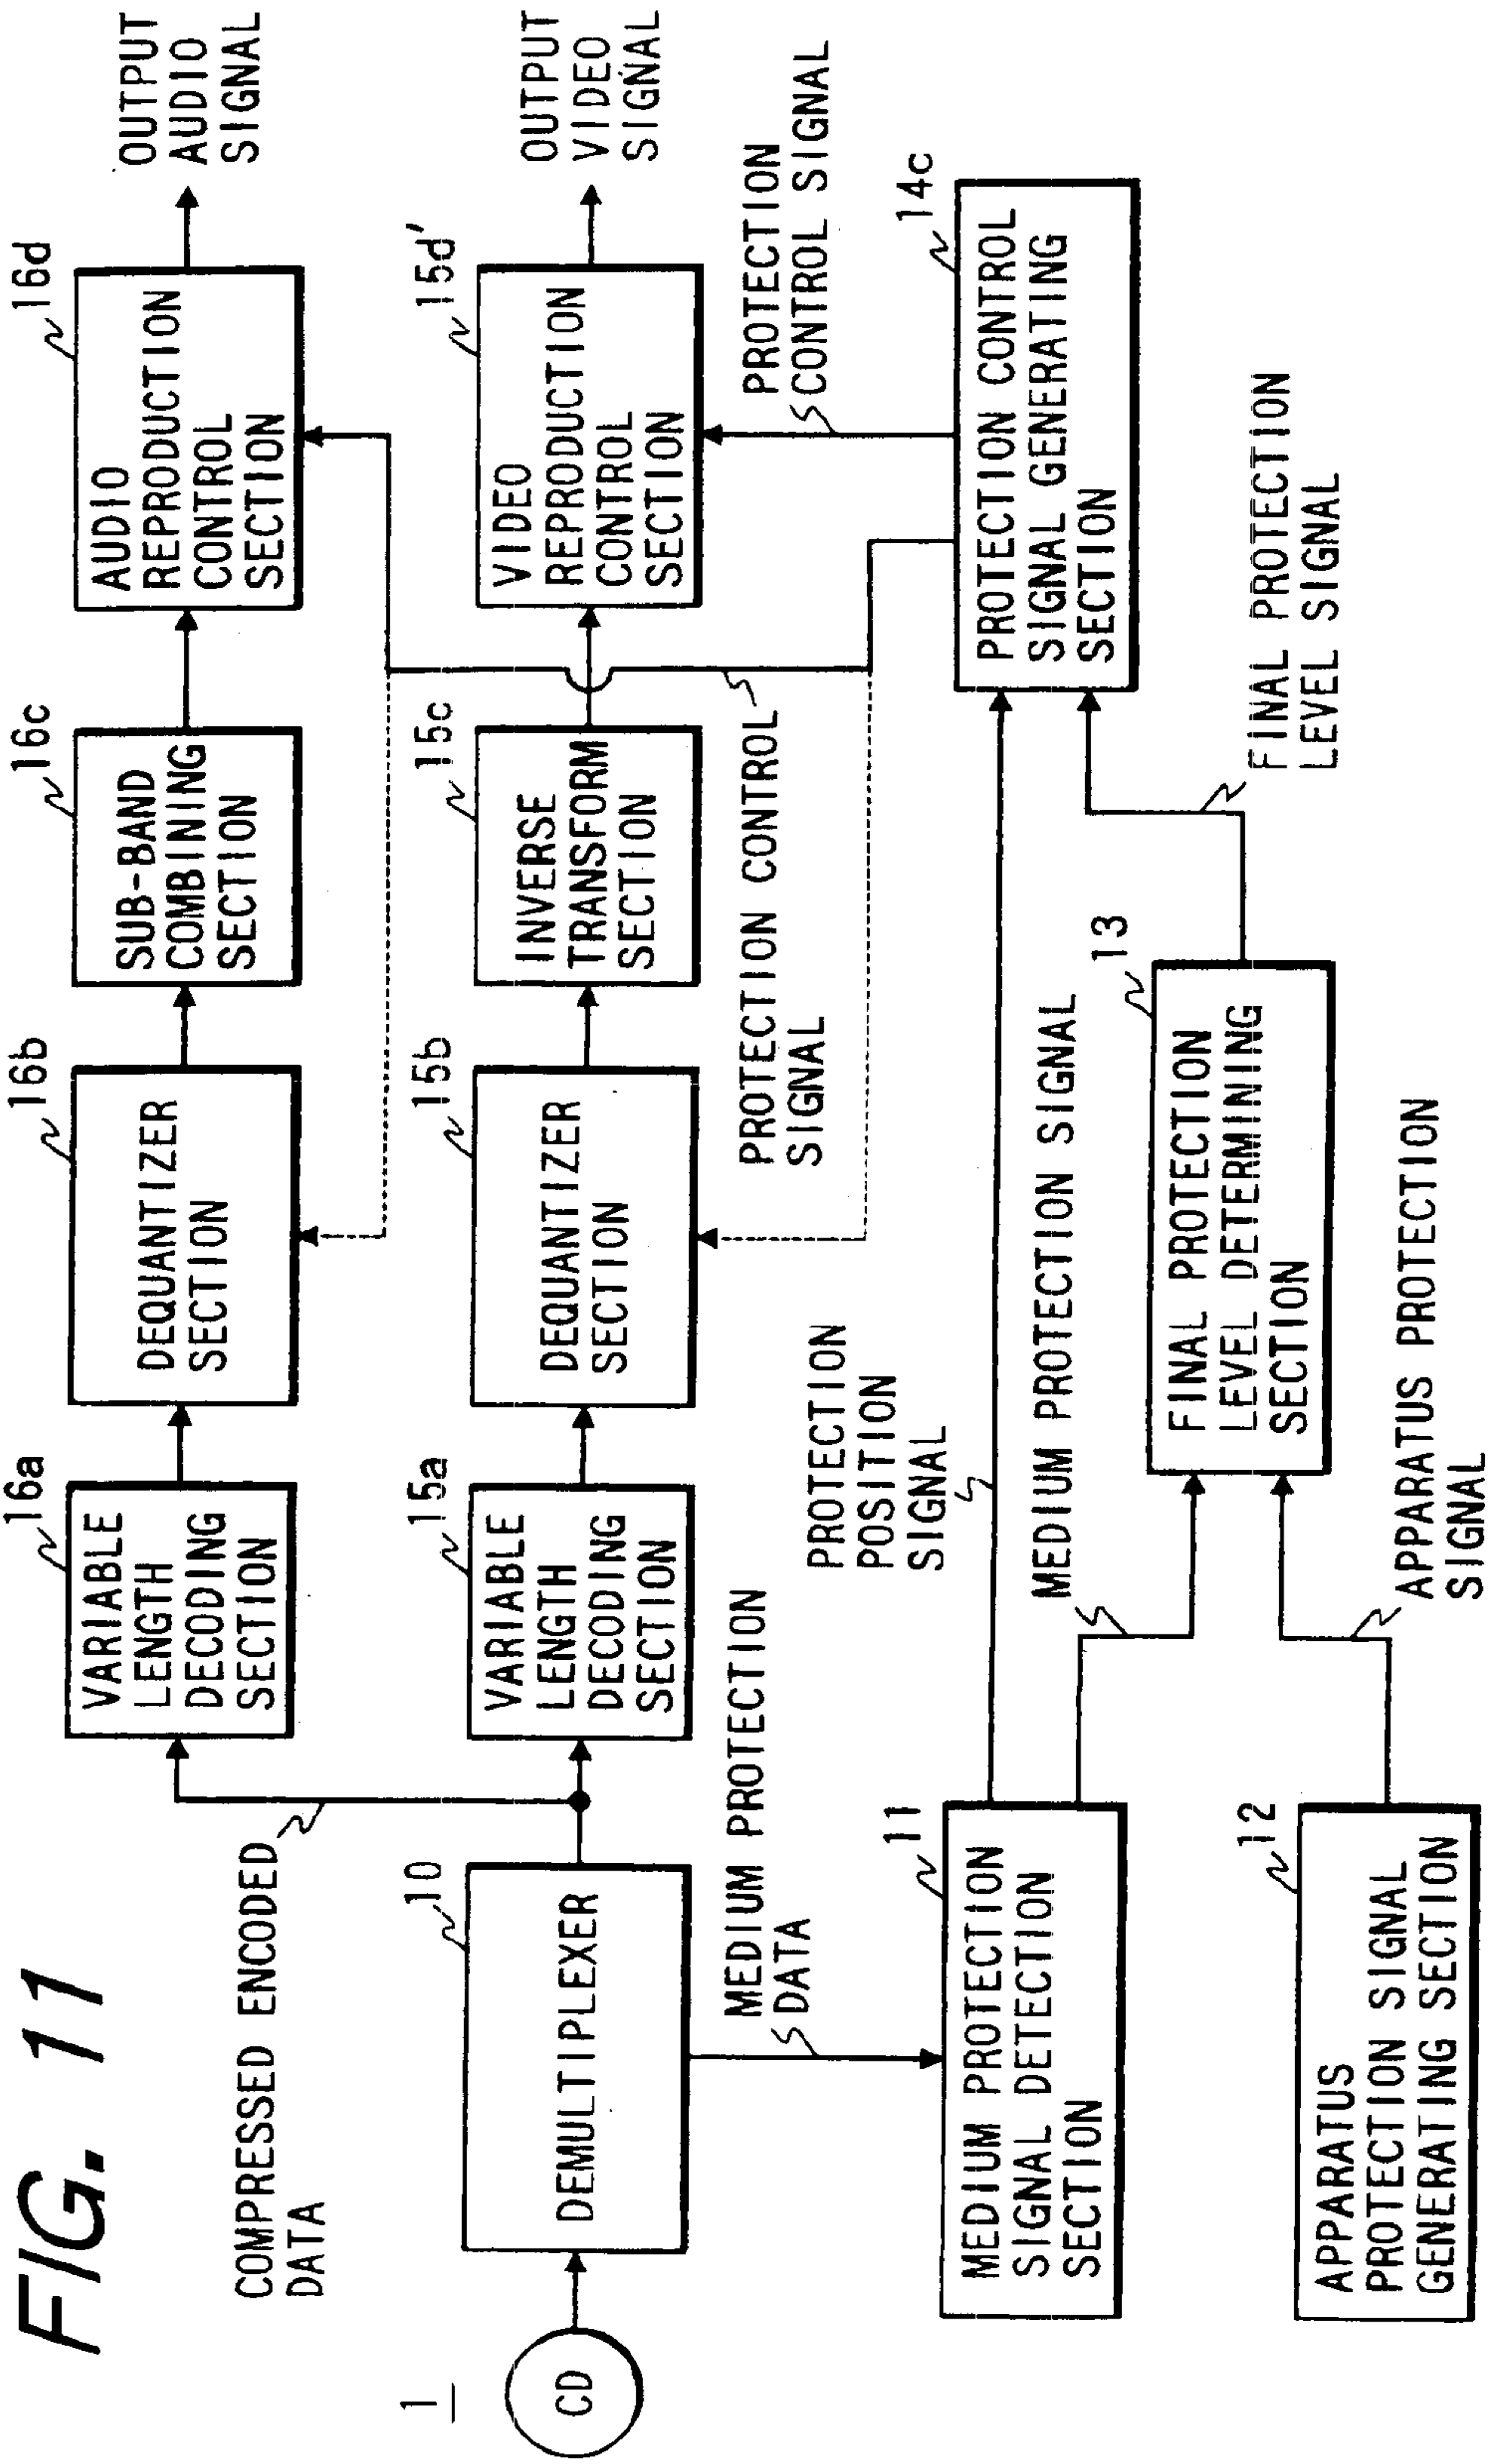 FIG. 11
COMPRESSED ENCODED
DATA
16a
VARIABLE
LENGTH
DECODING
SECTION
16b
DEQUANTIZER
SECTION
16c
SUB-BAND
COMBINING
SECTION
16d
AUDIO
REPRODUCTION
CONTROL
SECTION
OUTPUT
AUDIO
SIGNAL
1
CD
10
DEMULTIPLEXER
15a
VARIABLE
LENGTH
DECODING
SECTION
15b
DEQUANTIZER
SECTION
15c
INVERSE
TRANSFORM
SECTION
15d'
VIDEO
REPRODUCTION
CONTROL
SECTION
OUTPUT
VIDEO
SIGNAL
MEDIUM PROTECTION
DATA
PROTECTION
POSITION
SIGNAL
PROTECTION CONTROL
SIGNAL
PROTECTION
CONTROL SIGNAL
11
MEDIUM PROTECTION
SIGNAL DETECTION
SECTION
MEDIUM PROTECTION SIGNAL
14c
PROTECTION CONTROL
SIGNAL GENERATING
SECTION
12
APPARATUS
PROTECTION SIGNAL
GENERATING SECTION
13
FINAL PROTECTION
LEVEL DETERMINING
SECTION
FINAL PROTECTION
LEVEL SIGNAL
APPARATUS PROTECTION
SIGNAL